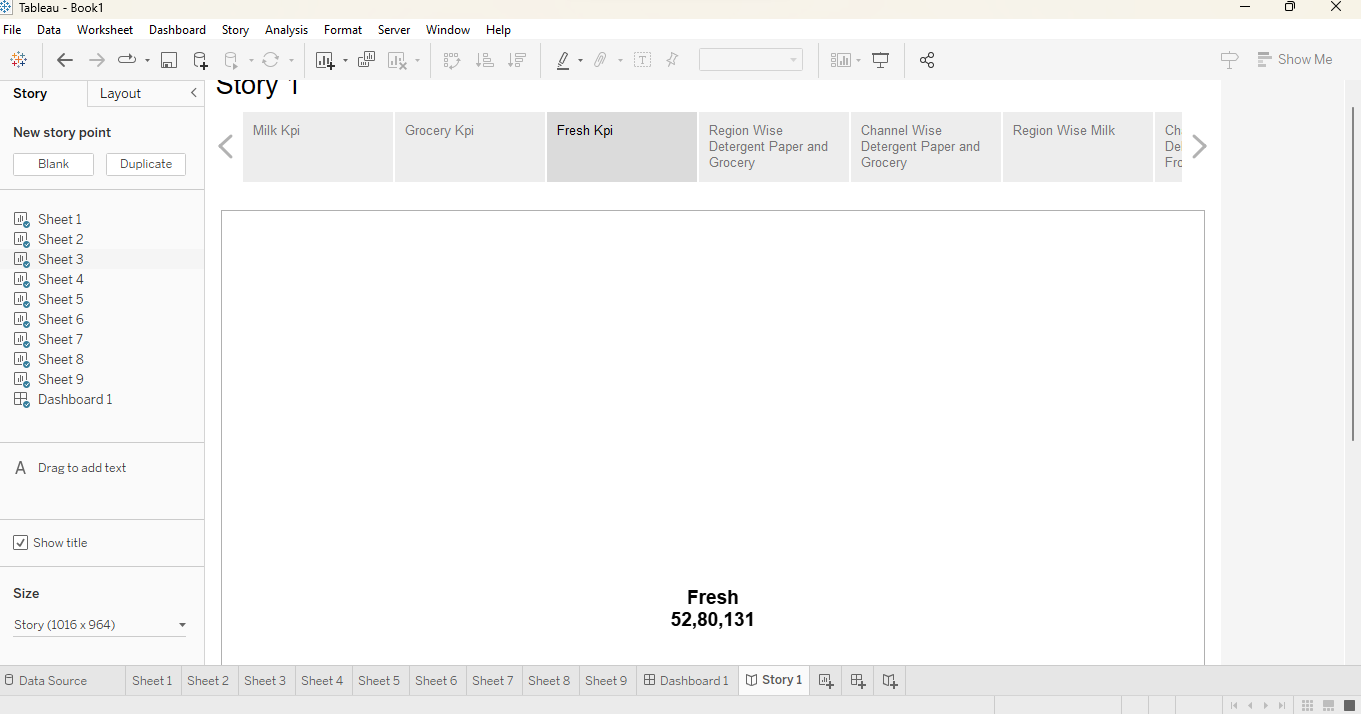 Tableau - Book1
File Data Worksheet Dashboard Story Analysis Format Server Window Help
Show Me
Story Layout
Story 1
New story point
Blank Duplicate
Milk Kpi
Grocery Kpi
Fresh Kpi
Region Wise
Detergent Paper and
Grocery
Channel Wise
Detergent Paper and
Grocery
Region Wise Milk
Sheet 1
Sheet 2
Sheet 3
Sheet 4
Sheet 5
Sheet 6
Sheet 7
Sheet 8
Sheet 9
Dashboard 1
A Drag to add text
Show title
Size
Story (1016 x 964)
Fresh
52,80,131
Data Source Sheet 1 Sheet 2 Sheet 3 Sheet 4 Sheet 5 Sheet 6 Sheet 7 Sheet 8 Sheet 9 Dashboard 1 Story 1